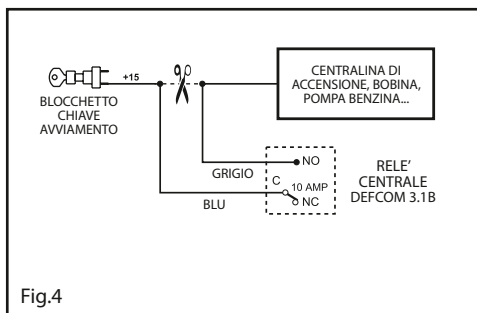 +15
BLOCCHETTO
CHIAVE
AVVIAMENTO
CENTRALINA DI
ACCENSIONE, BOBINA,
POMPA BENZINA...
NO
GRIGIO
C
10 AMP
NC
BLU
RELE'
CENTRALE
DEFCOM 3.1B
Fig.4